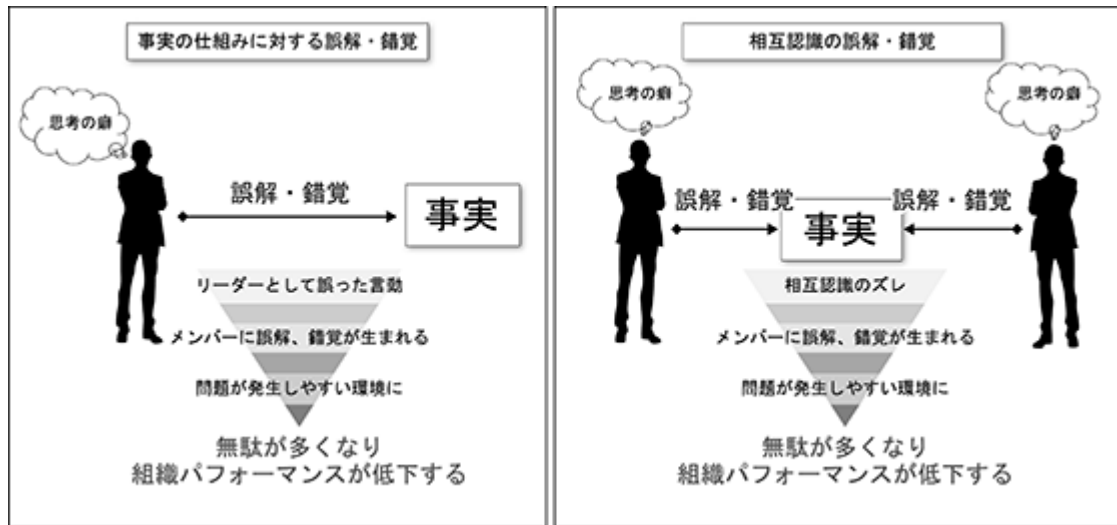 事実の仕組みに対する誤解・錯覚
思考の癖
誤解・錯覚
事実
リーダーとして誤った言動
メンバーに誤解、錯覚が生まれる
問題が発生しやすい環境に
無駄が多くなり
組織パフォーマンスが低下する
相互認識の誤解・錯覚
思考の癖
思考の癖
誤解・錯覚
誤解・錯覚
事実
相互認識のズレ
メンバーに誤解、錯覚が生まれる
問題が発生しやすい環境に
無駄が多くなり
組織パフォーマンスが低下する